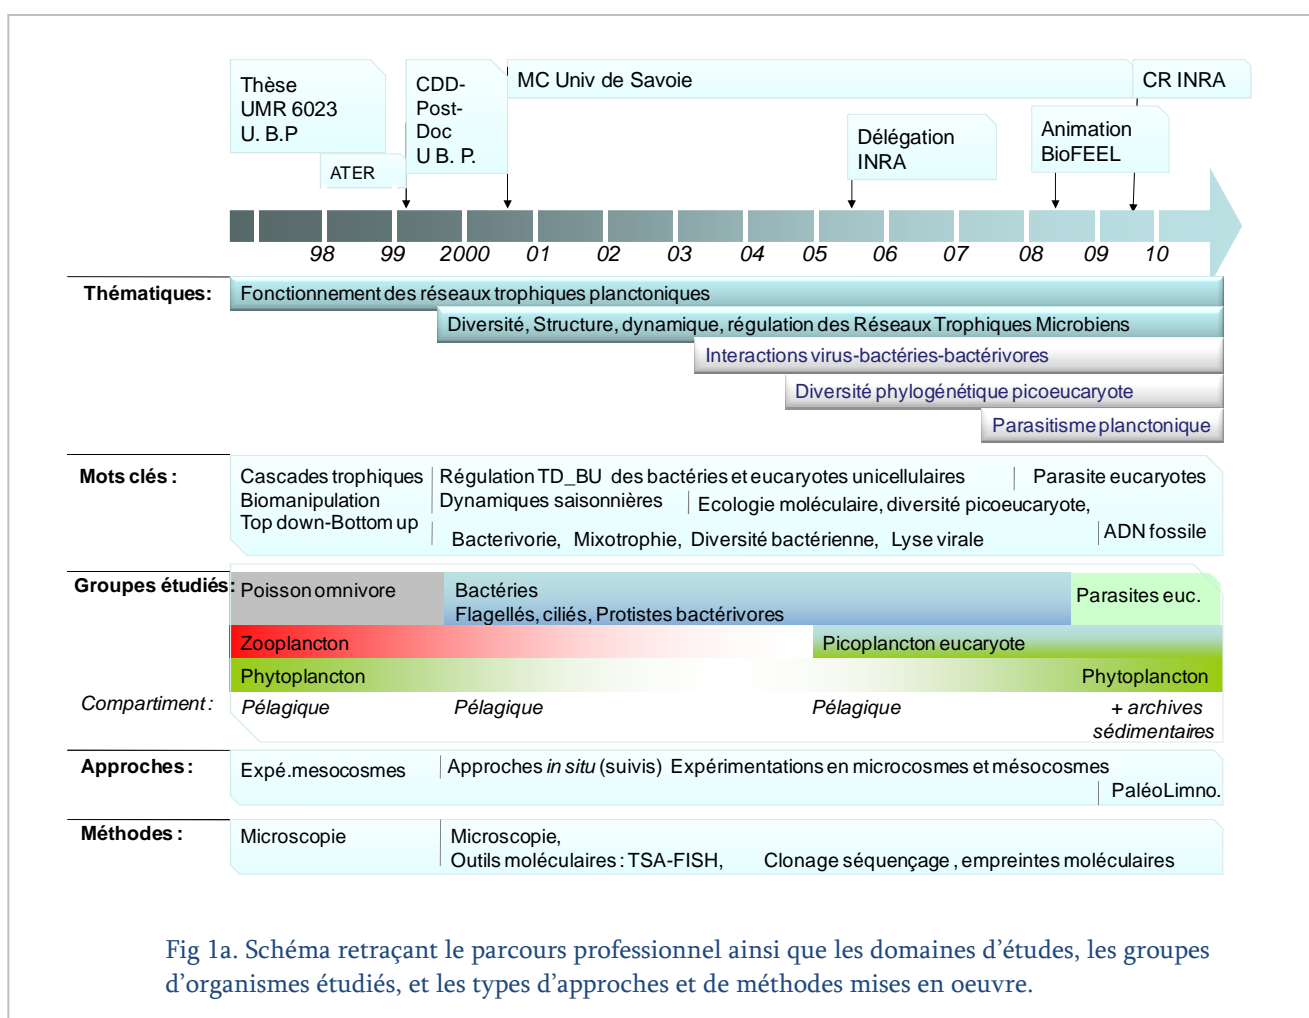 Thèse
UMR 6023
U. B.P
ATER
CDD-
Post-
Doc
U B. P.
MC Univ de Savoie
Délégation
INRA
Animation
BioFEEL
CR INRA
98 99 2000 01 02 03 04 05 06 07 08 09 10
Thématiques:
Fonctionnement des réseaux trophiques planctoniques
Diversité, Structure, dynamique, régulation des Réseaux Trophiques Microbiens
Interactions virus-bactéries-bactérivores
Diversité phylogénétique picoeucaryote
Parasitisme planctonique
Mots clés :
Cascades trophiques
Biomanipulation
Top down-Bottom up
Régulation TD_BU des bactéries et eucaryotes unicellulaires
Parasite eucaryotes
Dynamiques saisonnières
Ecologie moléculaire, diversité picoeucaryote,
Bacterivorie, Mixotrophie, Diversité bactérienne, Lyse virale
ADN fossile
Groupes étudiés:
Poisson omnivore
Bactéries
Flagellés, ciliés, Protistes bactérivores
Parasites euc.
Zooplancton
Picoplancton eucaryote
Phytoplancton
Phytoplancton
Compartiment :
Pélagique
Pélagique
Pélagique
+ archives
sédimentaires
Approches :
Expé.mesocosmes
Approches in situ (suivis) Expérimentations en microcosmes et mésocosmes
PaléoLimno.
Méthodes :
Microscopie
Microscopie,
Outils moléculaires : TSA-FISH, Clonage séquençage , empreintes moléculaires
Fig 1a. Schéma retraçant le parcours professionnel ainsi que les domaines d'études, les groupes
d'organismes étudiés, et les types d'approches et de méthodes mises en oeuvre.